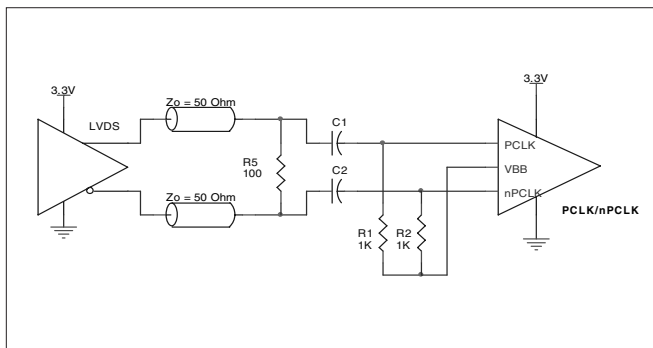 3.3V
LVDS
Zo = 50 Ohm
Zo = 50 Ohm
R5
100
C1
C2
R1
1K
R2
1K
3.3V
PCLK
VBB
nPCLK
PCLK/nPCLK